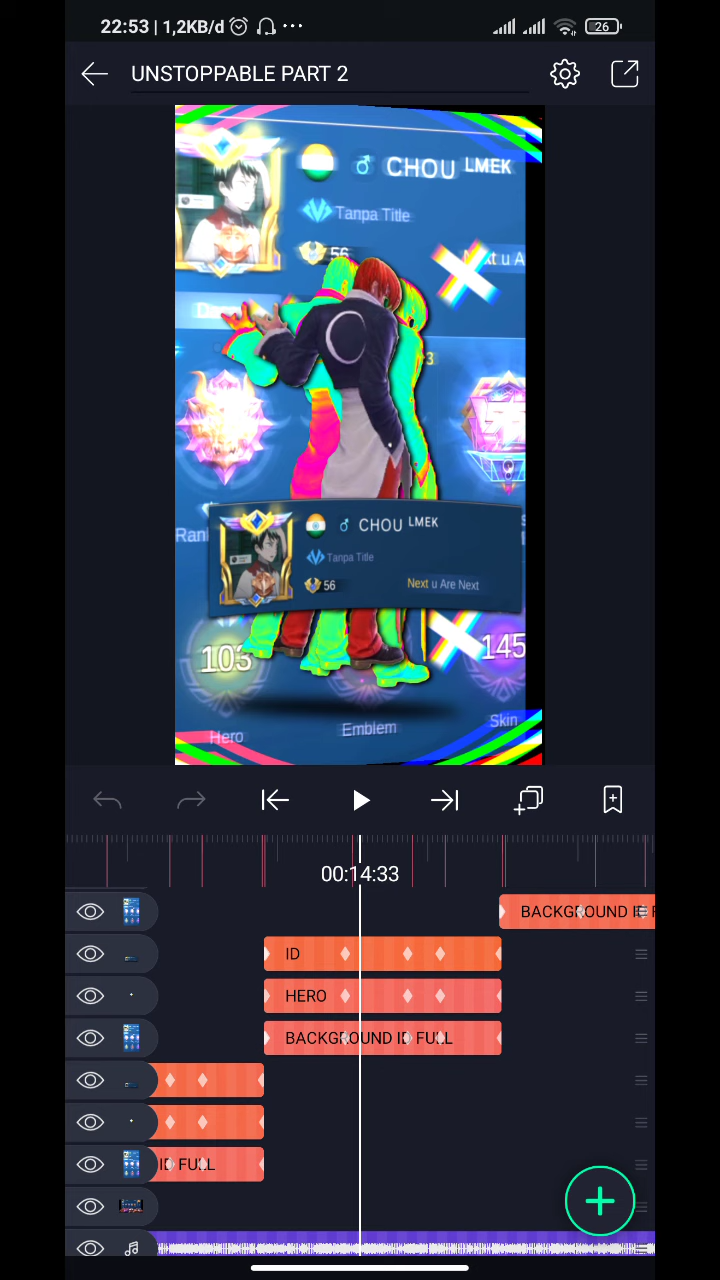 22:53 | 1,2KB/d
26
UNSTOPPABLE PART 2
CHOU LMEK
Tanpa Title
56
CHOU LMEK
Tanpa Title
56
Next u Are Next
103
145
Hero
Emblem
Skin
00:14:33
BACKGROUND ID F
ID
HERO
BACKGROUND ID FULL
ID FULL